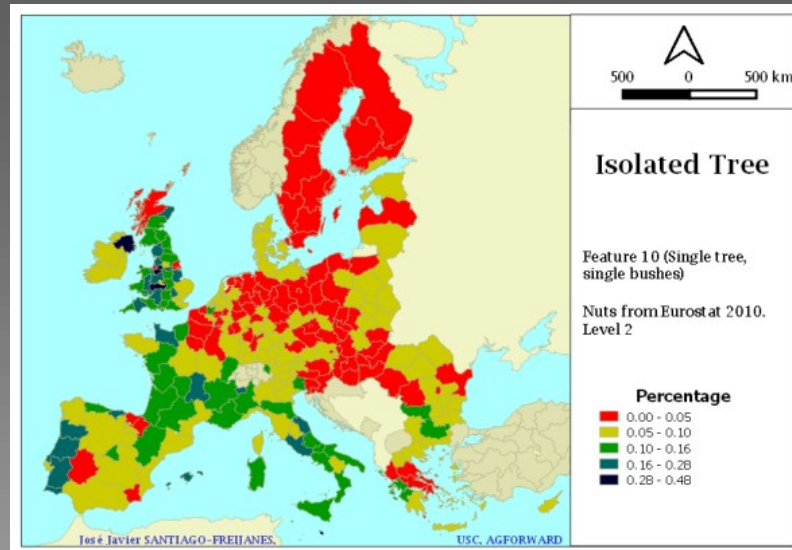 500 0 500 km
Isolated Tree
Feature 10 (Single tree,
single bushes)
Nuts from Eurostat 2010.
Level 2
Percentage
0.00 - 0.05
0.05 - 0.10
0.10 - 0.16
0.16 - 0.28
0.28 - 0.48
José Javier SANTIAGO-FREIJANES. USC. AGFORWARD